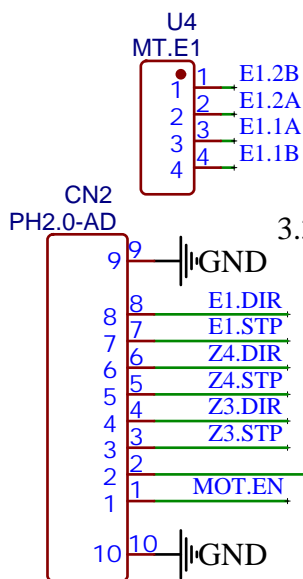 U4
MT.E1
1 1 E1.2B
2 2 E1.2A
3 3 E1.1A
4 4 E1.1B
CN2
PH2.0-AD
3.
9 9 GND
8 8 E1.DIR
7 7 E1.STP
6 6 Z4.DIR
5 5 Z4.STP
4 4 Z3.DIR
3 3 Z3.STP
2 2
1 1 MOT.EN
10 10 GND